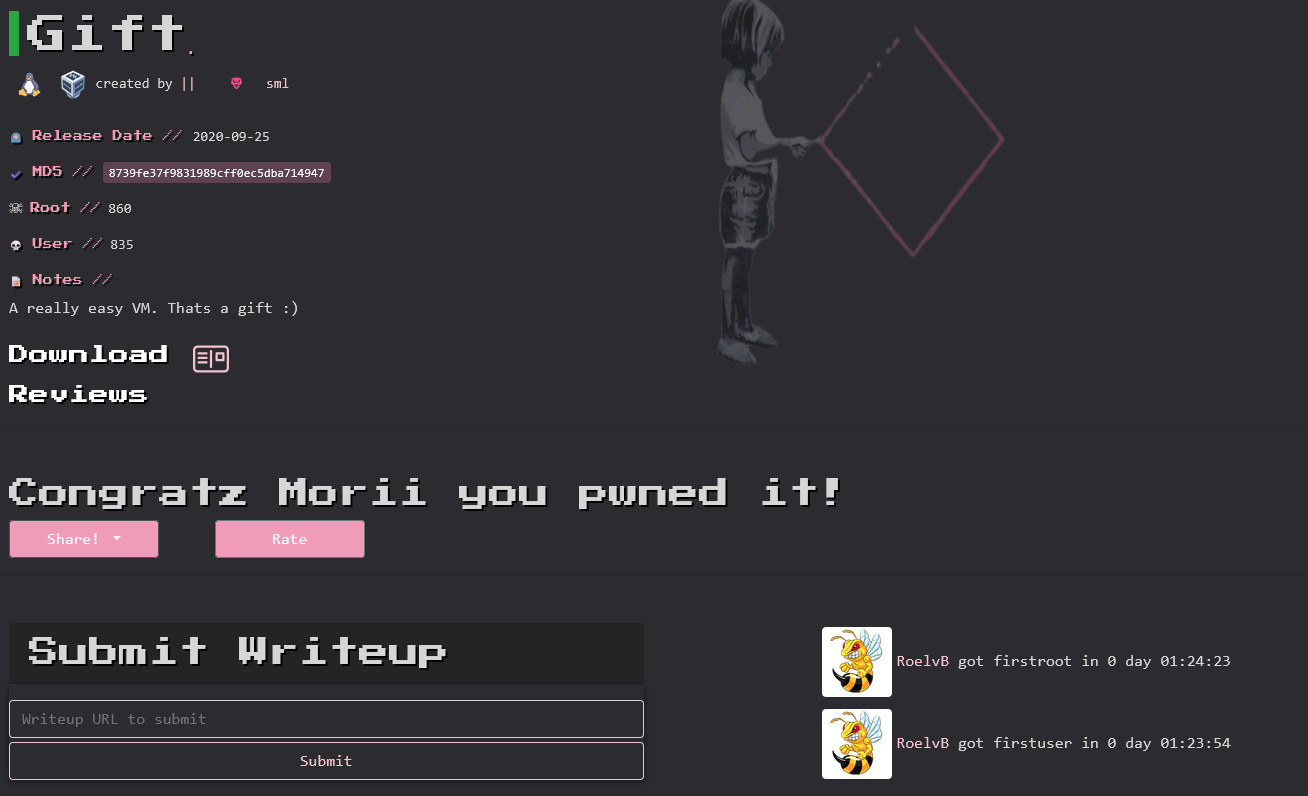 Gift.
created by || sml
Release Date // 2020-09-25
MD5 // 8739fe37f9831989cff0ec5dba714947
Root // 860
User // 835
Notes //
A really easy VM. Thats a gift :)
Download
Reviews
Congratz Morii you pwned it!
Share! Rate
Submit Writeup
Writeup URL to submit
Submit
RoelvB got firstroot in 0 day 01:24:23
RoelvB got firstuser in 0 day 01:23:54